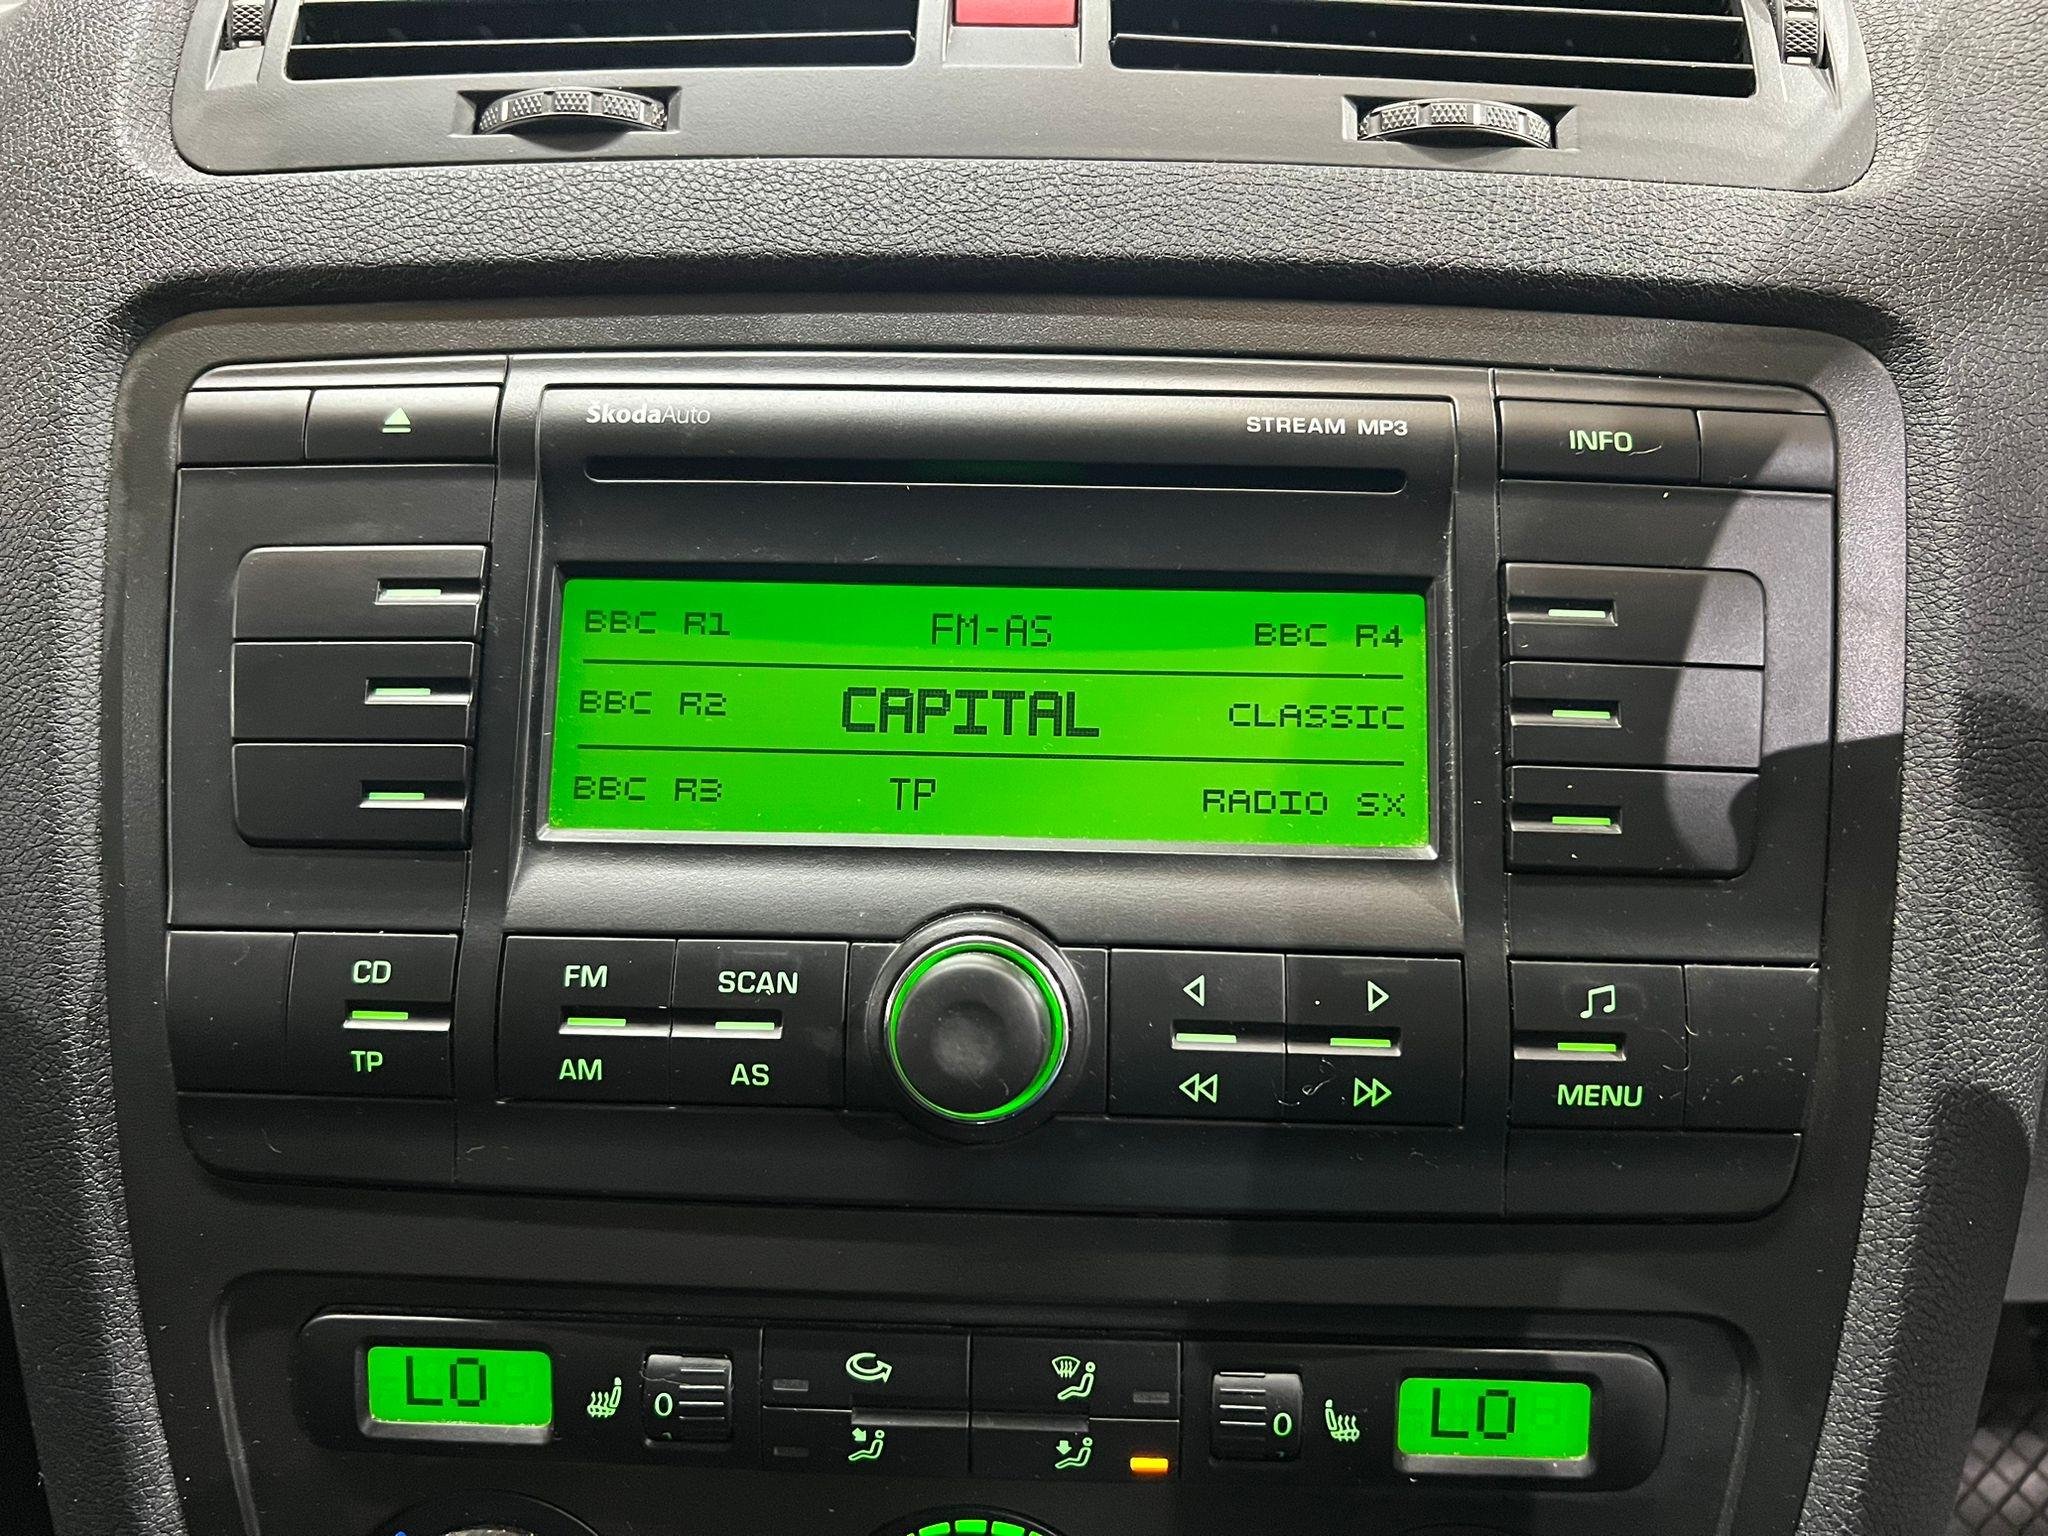 ŠkodaAuto
STREAM MP3
INFO
BBC R1 FM-AS BBC R4
BBC R2 CAPITAL CLASSIC
BBC R3 TP RADIO SX
CD FM SCAN
TP AM AS MENU
LO 0 0 LO